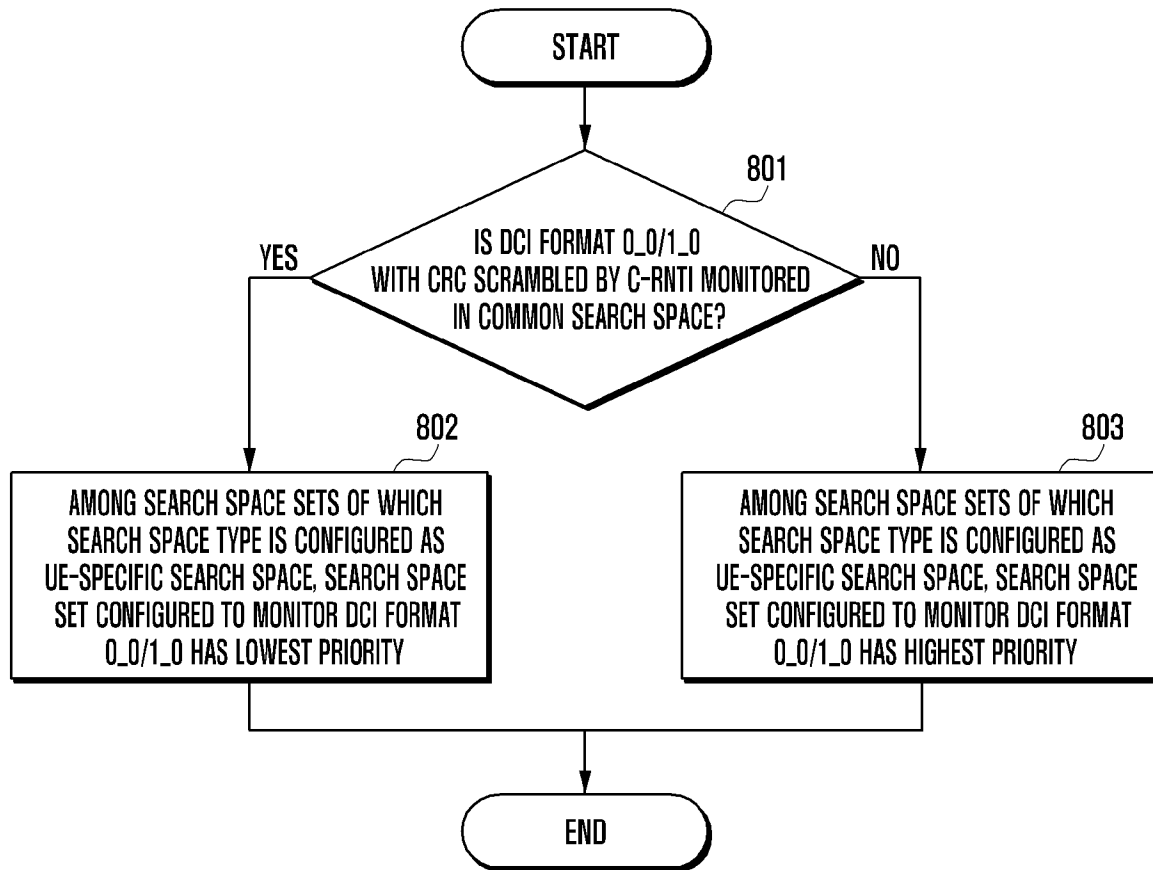 START
801
IS DCI FORMAT 0_0/1_0
WITH CRC SCRAMBLED BY C-RNTI MONITORED
IN COMMON SEARCH SPACE?
YES
NO
802
AMONG SEARCH SPACE SETS OF WHICH
SEARCH SPACE TYPE IS CONFIGURED AS
UE-SPECIFIC SEARCH SPACE, SEARCH SPACE
SET CONFIGURED TO MONITOR DCI FORMAT
0_0/1_0 HAS LOWEST PRIORITY
803
AMONG SEARCH SPACE SETS OF WHICH
SEARCH SPACE TYPE IS CONFIGURED AS
UE-SPECIFIC SEARCH SPACE, SEARCH SPACE
SET CONFIGURED TO MONITOR DCI FORMAT
0_0/1_0 HAS HIGHEST PRIORITY
END